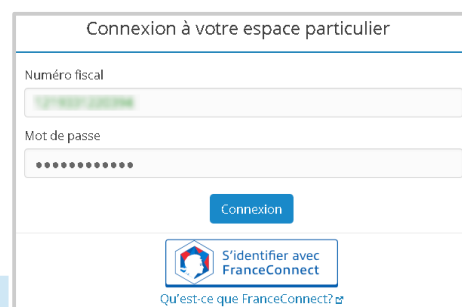 Connexion à votre espace particulier
Numéro fiscal
Mot de passe
••••••••••••
Connexion
S'identifier avec
FranceConnect
Qu'est-ce que FranceConnect?